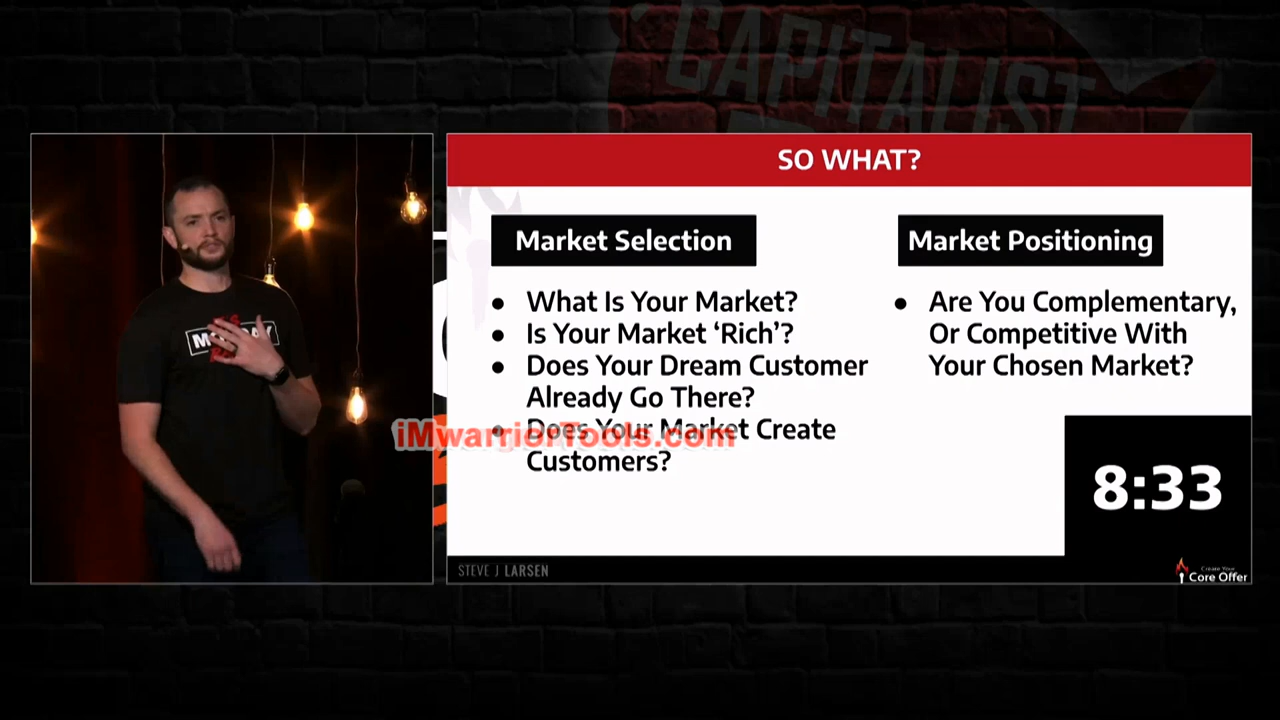 CAPITALIST
SO WHAT?
Market Selection
● What Is Your Market?
● Is Your Market ‘Rich’?
● Does Your Dream Customer
Already Go There?
● Does Your Market Create
Customers?
Market Positioning
● Are You Complementary,
Or Competitive With
Your Chosen Market?
iMwarriorTools.com
8:33
STEVE J LARSEN
Create Your
Core Offer